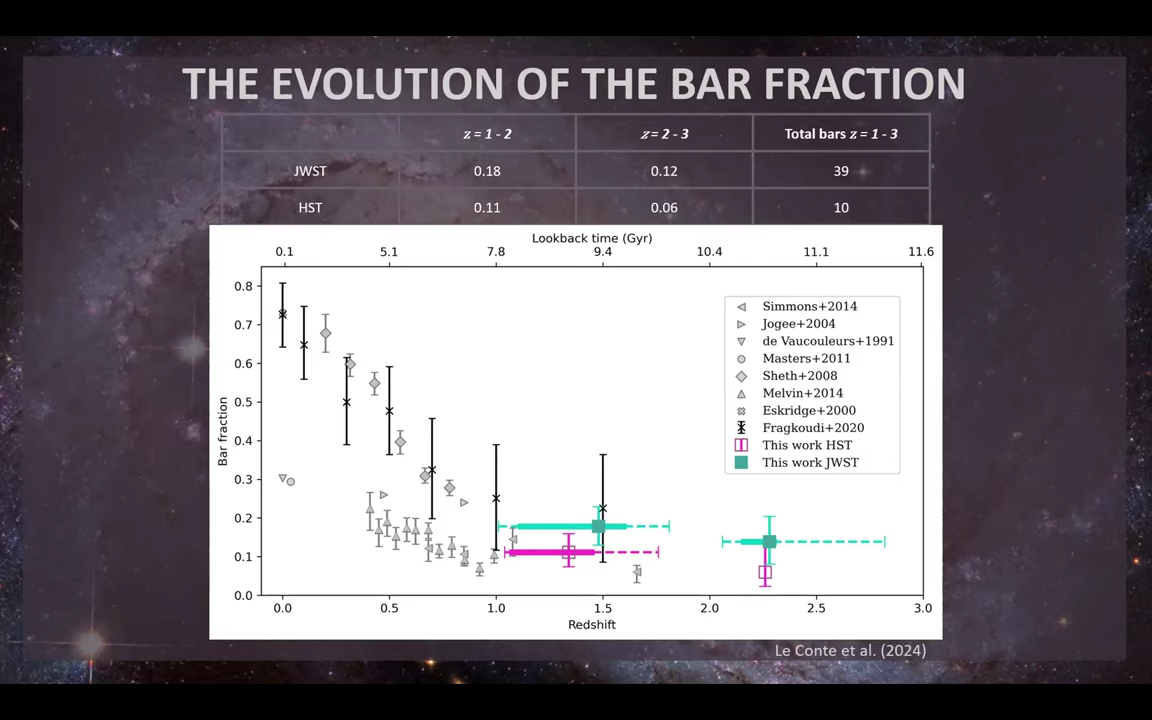 THE EVOLUTION OF THE BAR FRACTION
z = 1 - 2 z = 2 - 3 Total bars z = 1 - 3
JWST 0.18 0.12 39
HST 0.11 0.06 10
Lookback time (Gyr)
0.1 5.1 7.8 9.4 10.4 11.1 11.6
0.8
0.7
0.6
0.5
0.4
0.3
0.2
0.1
0.0
Bar fraction
Simmons+2014
Jogee+2004
de Vaucouleurs+1991
Masters+2011
Sheth+2008
Melvin+2014
Eskridge+2000
Fragkoudi+2020
This work HST
This work JWST
0.0 0.5 1.0 1.5 2.0 2.5 3.0
Redshift
Le Conte et al. (2024)